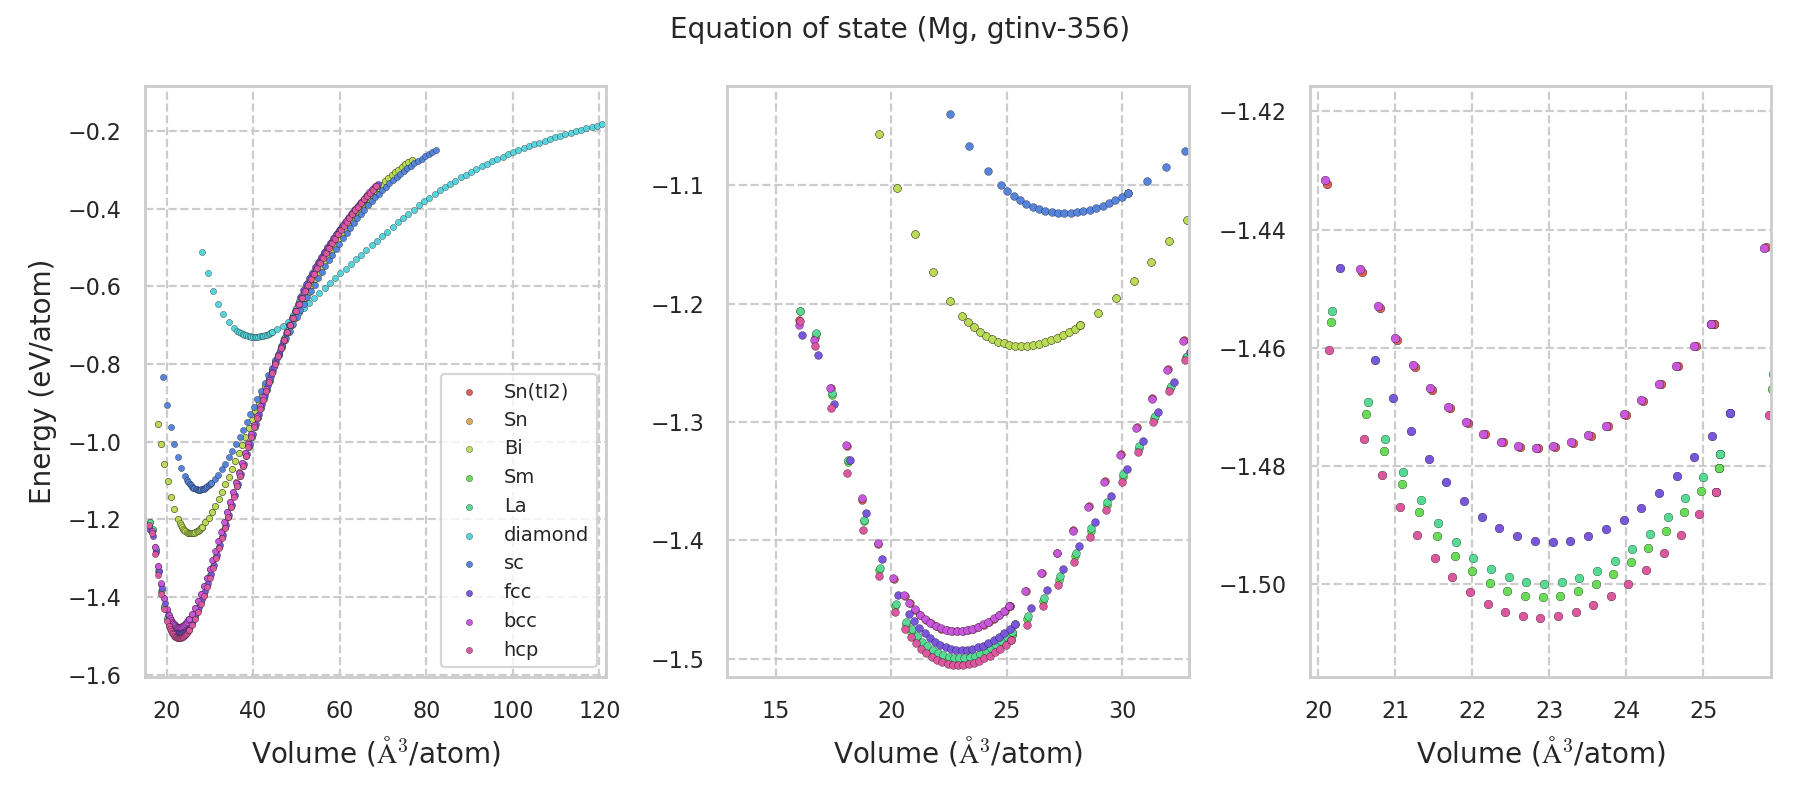 Equation of state (Mg, gtinv-356)
Energy (eV/atom)
−0.2
−0.4
−0.6
−0.8
−1.0
−1.2
−1.4
−1.6
20 40 60 80 100 120
Volume (Å³/atom)
Sn(tI2)
Sn
Bi
Sm
La
diamond
sc
fcc
bcc
hcp
−1.1
−1.2
−1.3
−1.4
−1.5
15 20 25 30
Volume (Å³/atom)
−1.42
−1.44
−1.46
−1.48
−1.50
20 21 22 23 24 25
Volume (Å³/atom)